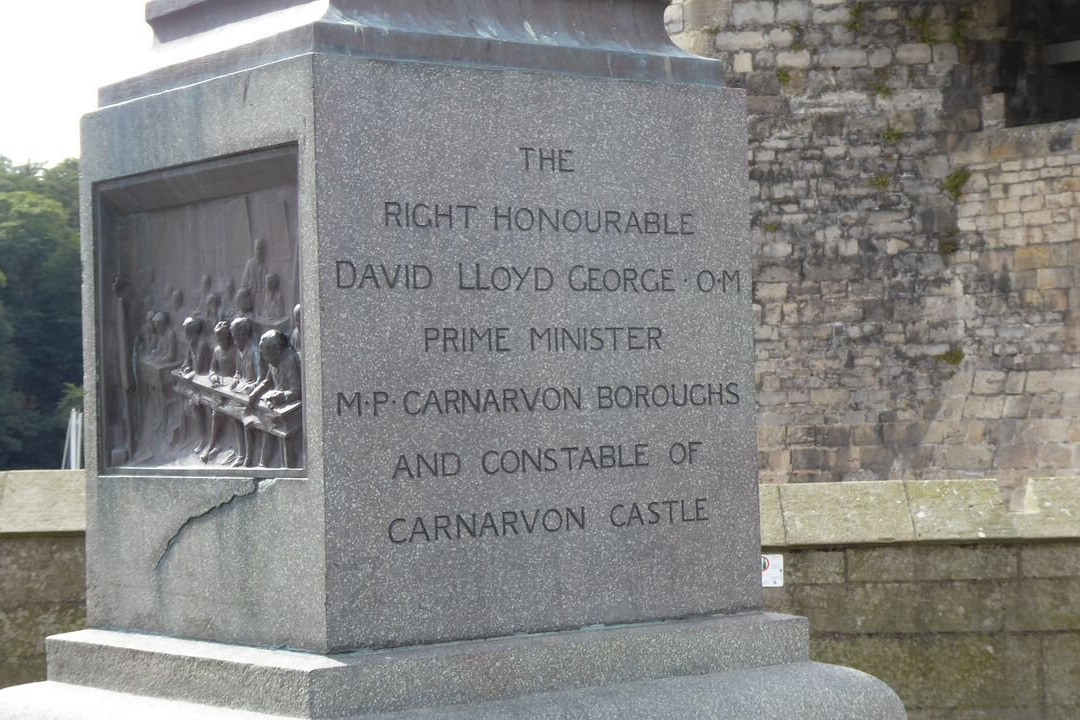 THE
RIGHT HONOURABLE
DAVID LLOYD GEORGE · O·M
PRIME MINISTER
M·P· CARNARVON BOROUGHS
AND CONSTABLE OF
CARNARVON CASTLE